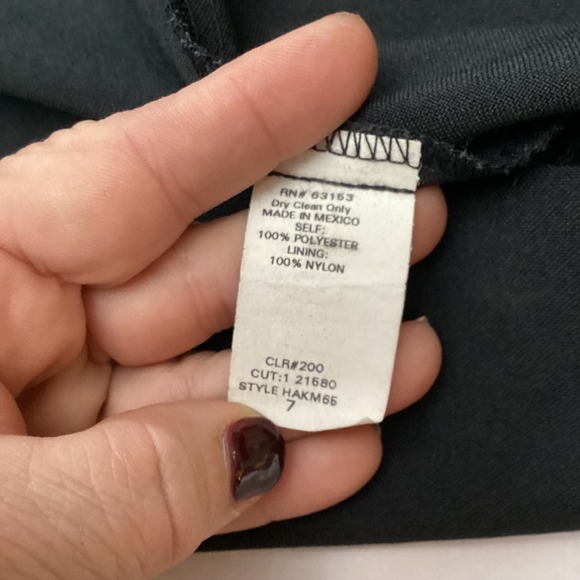 RN# 63153
Dry Clean Only
MADE IN MEXICO
SELF:
100% POLYESTER
LINING:
100% NYLON
CLR#200
CUT:1 21580
STYLE HAKM65
7